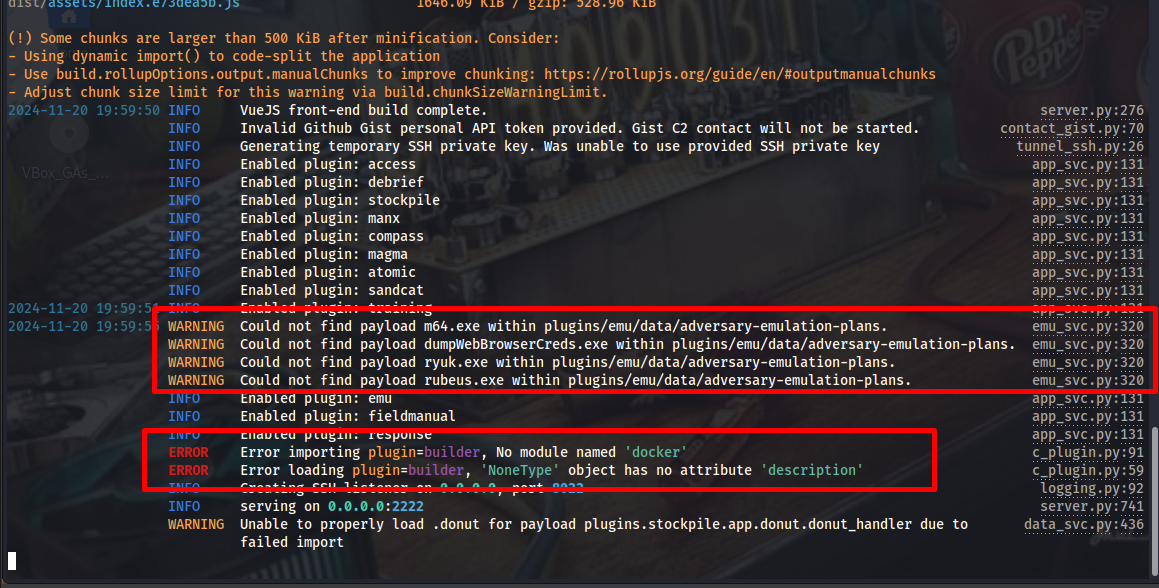 dist/assets/index.e73dea5b.js 1646.09 KiB / gzip: 528.96 KiB
(!) Some chunks are larger than 500 KiB after minification. Consider:
- Using dynamic import() to code-split the application
- Use build.rollupOptions.output.manualChunks to improve chunking: https://rollupjs.org/guide/en/#outputmanualchunks
- Adjust chunk size limit for this warning via build.chunkSizeWarningLimit.
2024-11-20 19:59:50 INFO VueJS front-end build complete. server.py:276
INFO Invalid Github Gist personal API token provided. Gist C2 contact will not be started. contact_gist.py:70
INFO Generating temporary SSH private key. Was unable to use provided SSH private key tunnel_ssh.py:26
VBox_GAs_...
INFO Enabled plugin: access app_svc.py:131
INFO Enabled plugin: debrief app_svc.py:131
INFO Enabled plugin: stockpile app_svc.py:131
INFO Enabled plugin: manx app_svc.py:131
INFO Enabled plugin: compass app_svc.py:131
INFO Enabled plugin: magma app_svc.py:131
INFO Enabled plugin: atomic app_svc.py:131
INFO Enabled plugin: sandcat app_svc.py:131
2024-11-20 19:59:51 INFO Enabled plugin: training app_svc.py:131
2024-11-20 19:59:5 WARNING Could not find payload m64.exe within plugins/emu/data/adversary-emulation-plans. emu_svc.py:320
WARNING Could not find payload dumpWebBrowserCreds.exe within plugins/emu/data/adversary-emulation-plans. emu_svc.py:320
WARNING Could not find payload ryuk.exe within plugins/emu/data/adversary-emulation-plans. emu_svc.py:320
WARNING Could not find payload rubeus.exe within plugins/emu/data/adversary-emulation-plans. emu_svc.py:320
INFO Enabled plugin: emu app_svc.py:131
INFO Enabled plugin: fieldmanual app_svc.py:131
INFO Enabled plugin: response app_svc.py:131
ERROR Error importing plugin=builder, No module named 'docker' c_plugin.py:91
ERROR Error loading plugin=builder, 'NoneType' object has no attribute 'description' c_plugin.py:59
INFO Creating SSH listener on 0.0.0.0, port 8022 logging.py:92
INFO serving on 0.0.0.0:2222 server.py:741
WARNING Unable to properly load .donut for payload plugins.stockpile.app.donut.donut_handler due to data_svc.py:436
failed import
Dr Pepper